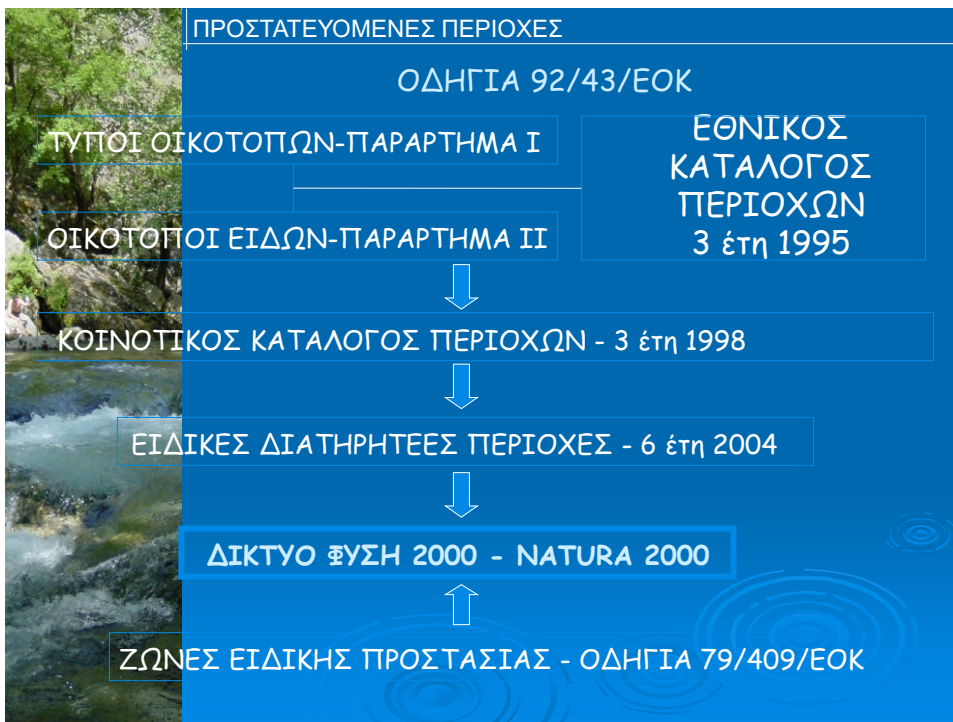 ΠΡΟΣΤΑΤΕΥΟΜΕΝΕΣ ΠΕΡΙΟΧΕΣ
ΟΔΗΓΙΑ 92/43/ΕΟΚ
ΤΥΠΟΙ ΟΙΚΟΤΟΠΩΝ-ΠΑΡΑΡΤΗΜΑ Ι
ΟΙΚΟΤΟΠΟΙ ΕΙΔΩΝ-ΠΑΡΑΡΤΗΜΑ ΙΙ
ΕΘΝΙΚΟΣ
ΚΑΤΑΛΟΓΟΣ
ΠΕΡΙΟΧΩΝ
3 έτη 1995
ΚΟΙΝΟΤΙΚΟΣ ΚΑΤΑΛΟΓΟΣ ΠΕΡΙΟΧΩΝ - 3 έτη 1998
ΕΙΔΙΚΕΣ ΔΙΑΤΗΡΗΤΕΕΣ ΠΕΡΙΟΧΕΣ - 6 έτη 2004
ΔΙΚΤΥΟ ΦΥΣΗ 2000 - NATURA 2000
ΖΩΝΕΣ ΕΙΔΙΚΗΣ ΠΡΟΣΤΑΣΙΑΣ - ΟΔΗΓΙΑ 79/409/ΕΟΚ